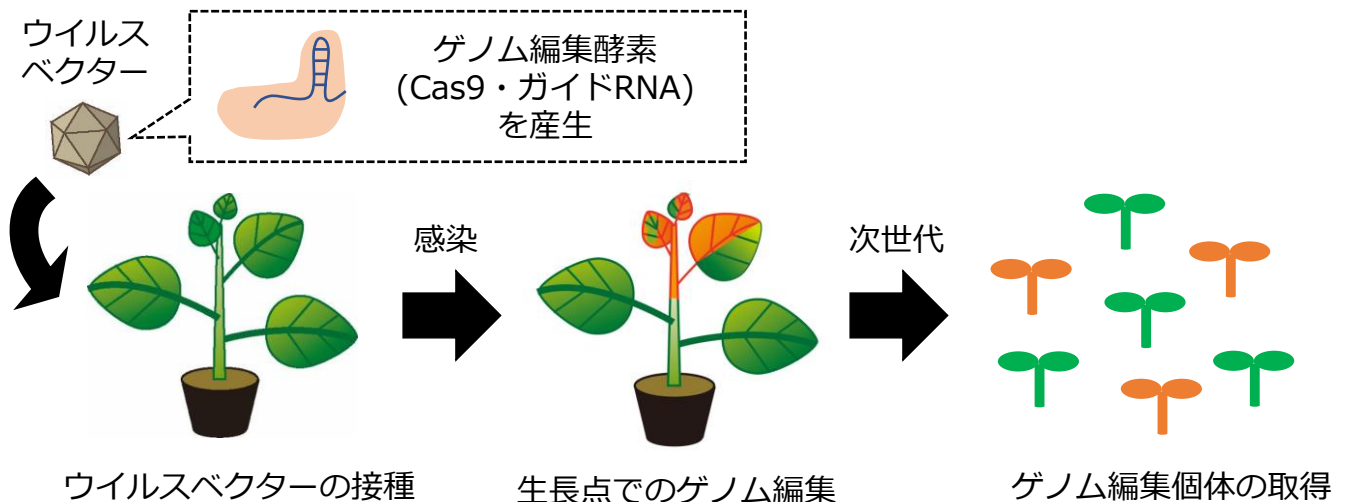 ウイルス
ベクター
ゲノム編集酵素
(Cas9・ガイドRNA)
を産生
感染
次世代
ウイルスベクターの接種
生長点でのゲノム編集
ゲノム編集個体の取得